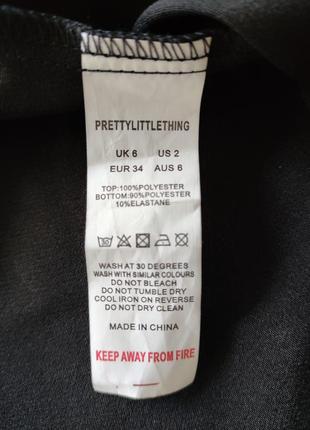 PRETTYLITTLETHING
UK 6 US 2
EUR 34 AUS 6
TOP:100%POLYESTER
BOTTOM:90%POLYESTER
10%ELASTANE
WASH AT 30 DEGREES
WASH WITH SIMILAR COLOURS
DO NOT BLEACH
DO NOT TUMBLE DRY
COOL IRON ON REVERSE
DO NOT DRY CLEAN
MADE IN CHINA
KEEP AWAY FROM FIRE